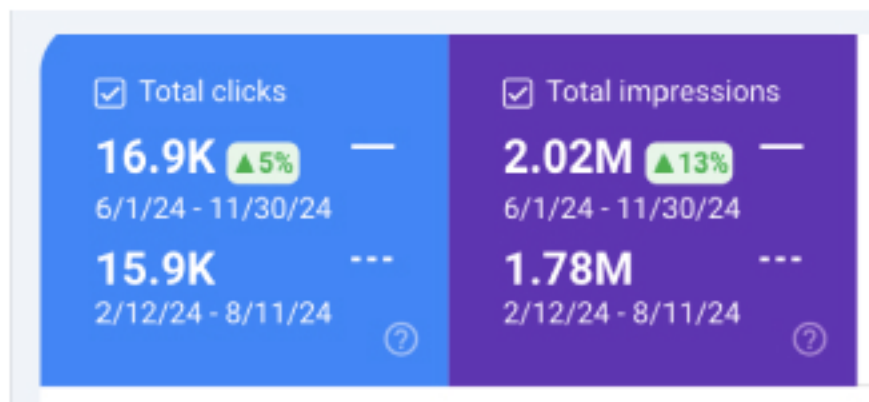 Total clicks
16.9K ▲5%
6/1/24 - 11/30/24
15.9K
2/12/24 - 8/11/24
Total impressions
2.02M ▲13%
6/1/24 - 11/30/24
1.78M
2/12/24 - 8/11/24